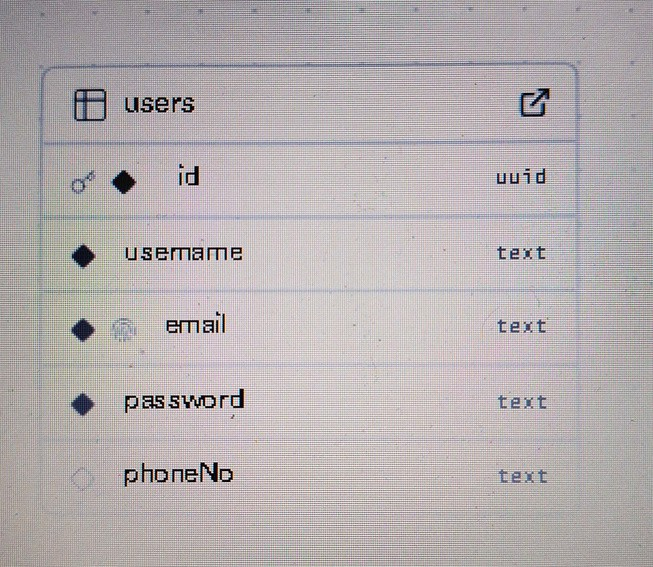 users
id uuid
username text
email text
password text
phoneNo text